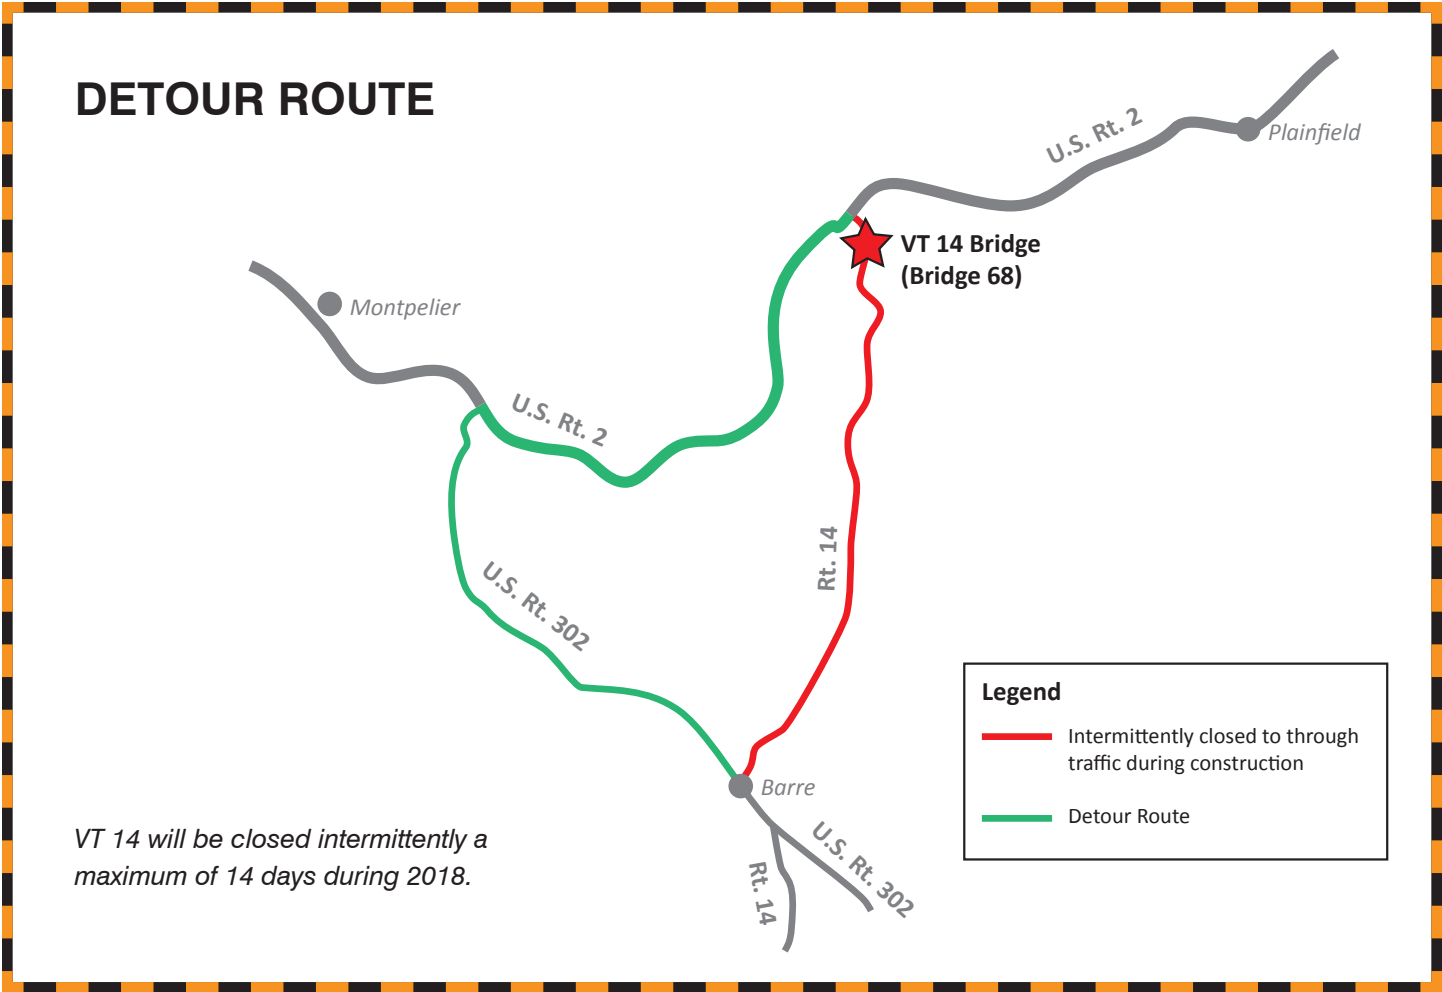 DETOUR ROUTE
U.S. Rt. 2
Plainfield
VT 14 Bridge
(Bridge 68)
Montpelier
U.S. Rt. 2
Rt. 14
U.S. Rt. 302
Legend
Intermittently closed to through
traffic during construction
Detour Route
Barre
VT 14 will be closed intermittently a
maximum of 14 days during 2018.
U.S. Rt. 302
Rt. 14